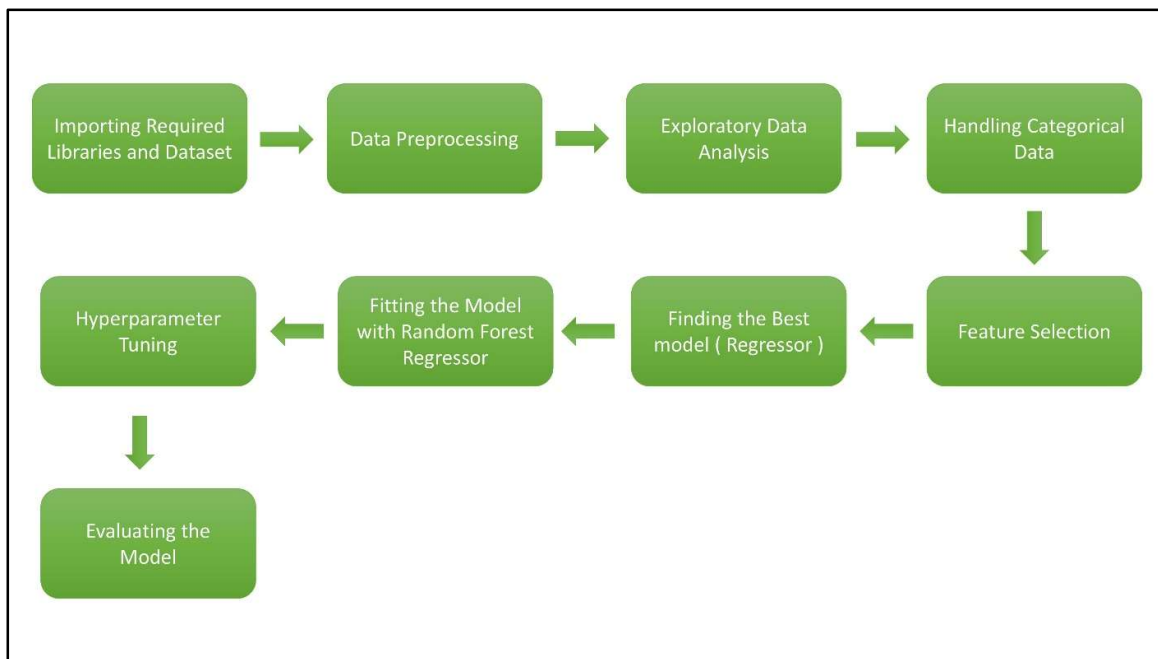 Importing Required
Libraries and Dataset
Data Preprocessing
Exploratory Data
Analysis
Handling Categorical
Data
Feature Selection
Finding the Best
model ( Regressor )
Fitting the Model
with Random Forest
Regressor
Hyperparameter
Tuning
Evaluating the
Model